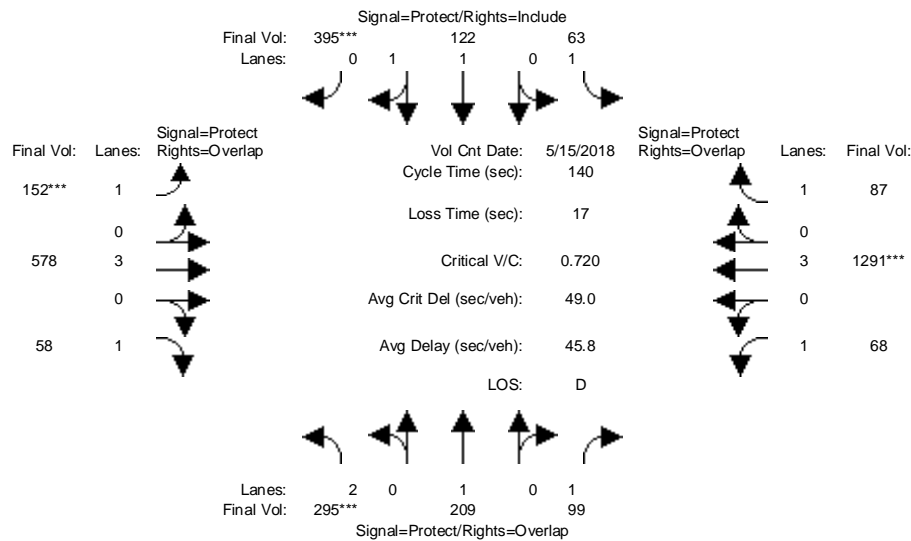 Signal=Protect/Rights=Include
Final Vol: 395*** 122 63
Lanes: 0 1 1 0 1
Signal=Protect
Final Vol: Lanes: Rights=Overlap
Vol Cnt Date: 5/15/2018
Signal=Protect
Rights=Overlap Lanes: Final Vol:
Cycle Time (sec): 140
152*** 1
1 87
Loss Time (sec): 17
0
0
578 3
Critical V/C: 0.720
3 1291***
0
Avg Crit Del (sec/veh): 49.0
0
58 1
Avg Delay (sec/veh): 45.8
1 68
LOS: D
Lanes: 2 0 1 0 1
Final Vol: 295*** 209 99
Signal=Protect/Rights=Overlap